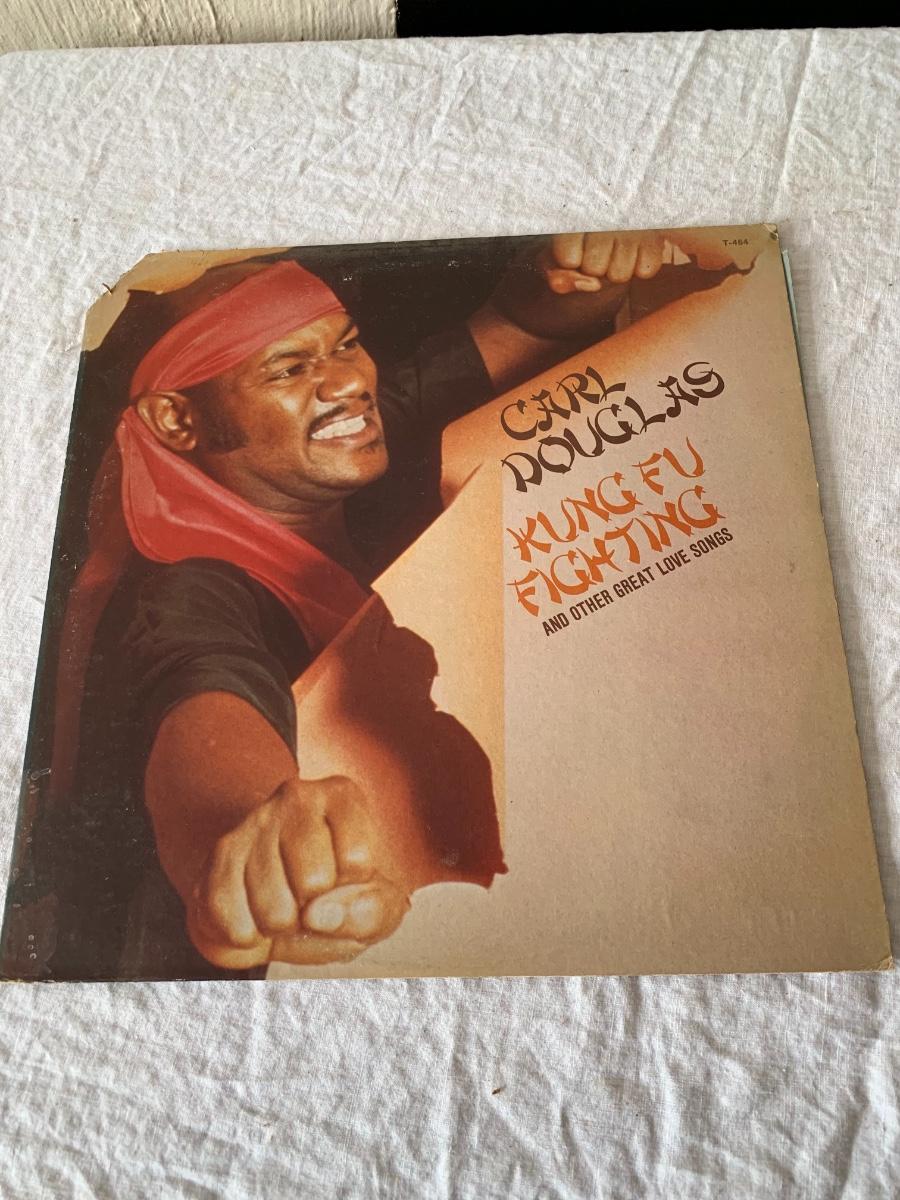 T-464
CARL
DOUGLAS
KUNG FU
FIGHTING
AND OTHER GREAT LOVE SONGS